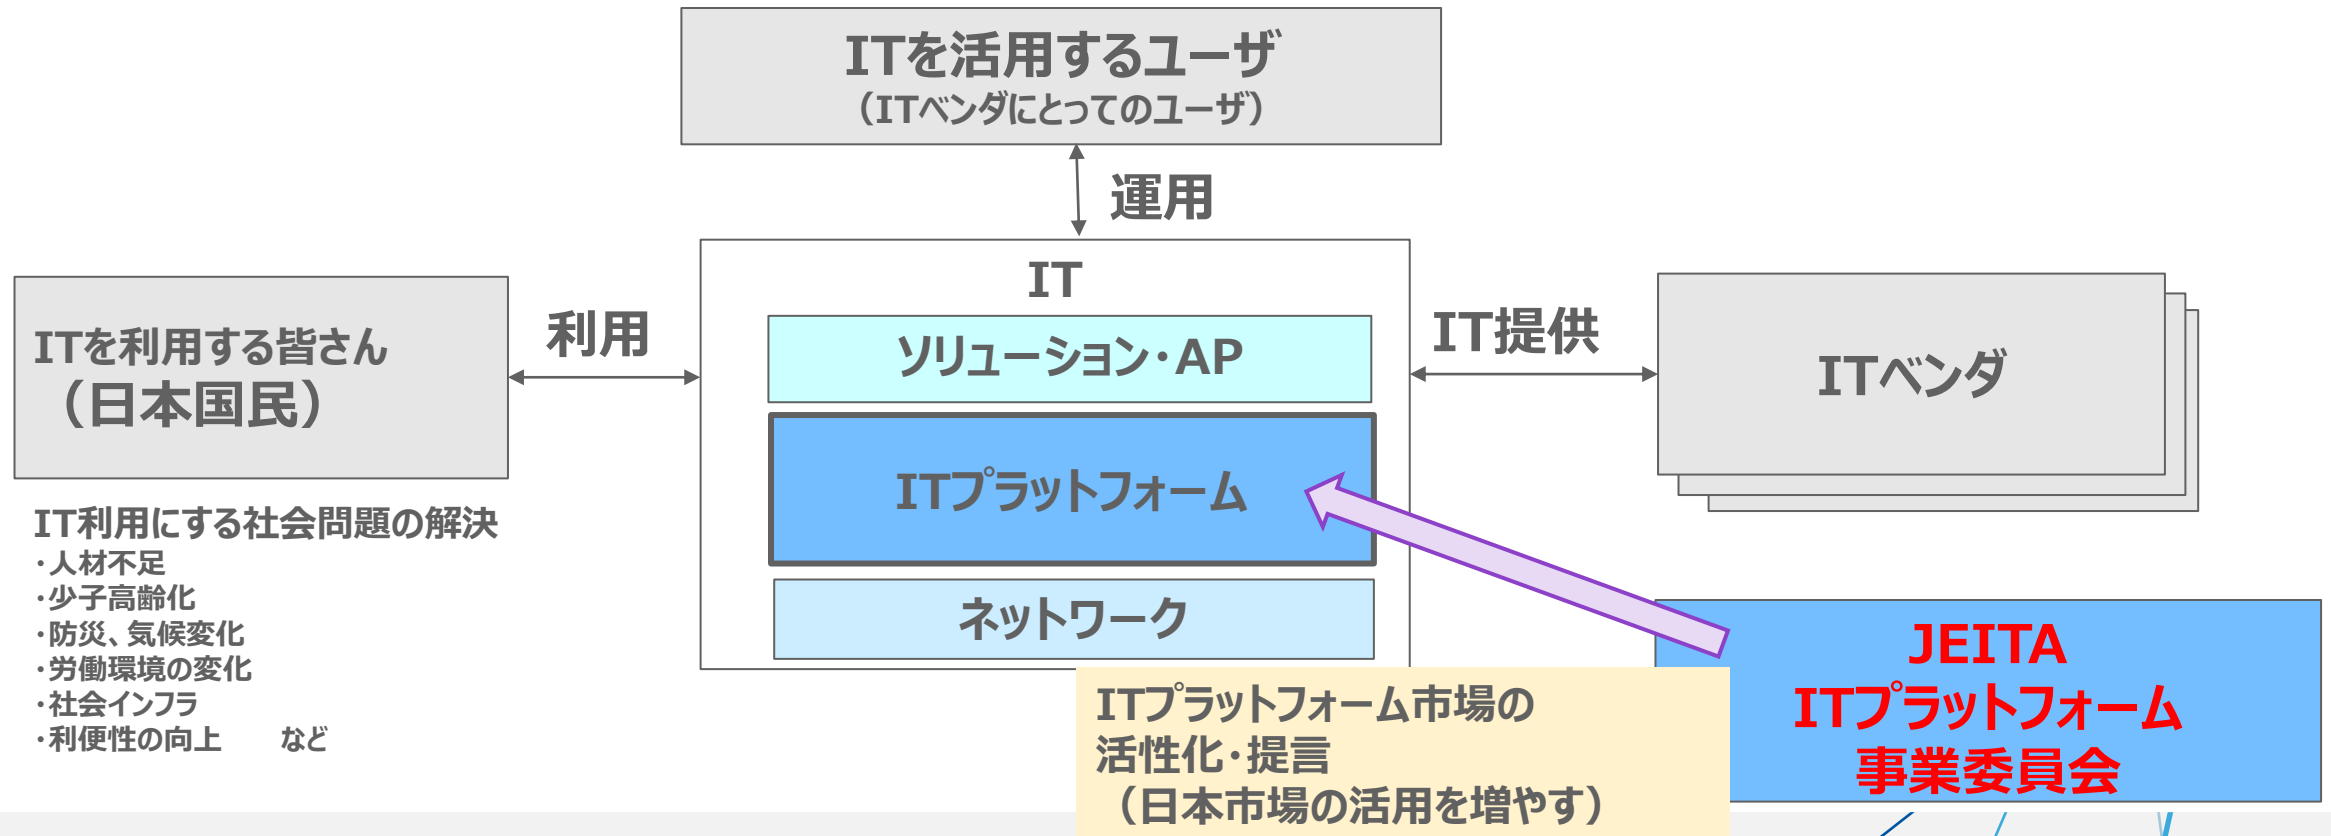 ITを活用するユーザ
（ITベンダにとってのユーザ）
運用
IT
ITを利用する皆さん
（日本国民）
利用
ソリューション・AP
IT提供
ITベンダ
ITプラットフォーム
IT利用にする社会問題の解決
・人材不足
・少子高齢化
・防災、気候変化
・労働環境の変化
・社会インフラ
・利便性の向上　　など
ネットワーク
JEITA
ITプラットフォーム
事業委員会
ITプラットフォーム市場の
活性化・提言
（日本市場の活用を増やす）